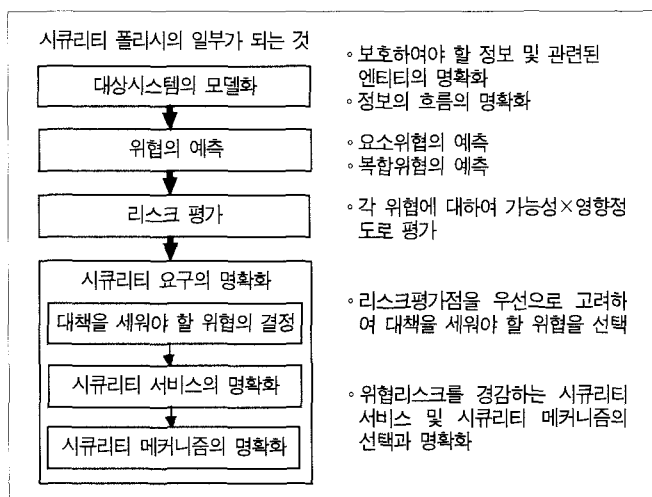 시큐리티 폴리시의 일부가 되는 것
대상시스템의 모델화
∘ 보호하여야 할 정보 및 관련된
엔티티의 명확화
∘ 정보의 흐름의 명확화
위협의 예측
∘ 요소위협의 예측
∘ 복합위협의 예측
리스크 평가
∘ 각 위협에 대하여 가능성×영향정
도로 평가
시큐리티 요구의 명확화
대책을 세워야 할 위협의 결정
∘ 리스크평가점을 우선으로 고려하
여 대책을 세워야 할 위협을 선택
시큐리티 서비스의 명확화
시큐리티 메커니즘의 명확화
∘ 위협리스크를 경감하는 시큐리티
서비스 및 시큐리티 메커니즘의
선택과 명확화